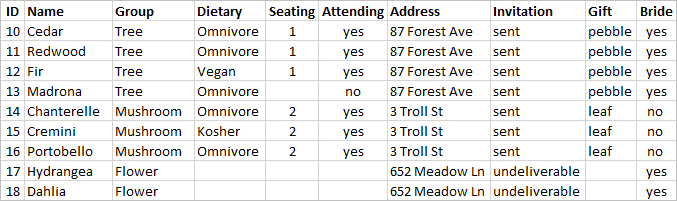 ID Name Group Dietary Seating Attending Address Invitation Gift Bride
10 Cedar Tree Omnivore 1 yes 87 Forest Ave sent pebble yes
11 Redwood Tree Omnivore 1 yes 87 Forest Ave sent pebble yes
12 Fir Tree Vegan 1 yes 87 Forest Ave sent pebble yes
13 Madrona Tree Omnivore no 87 Forest Ave sent pebble yes
14 Chanterelle Mushroom Omnivore 2 yes 3 Troll St sent leaf no
15 Cremini Mushroom Kosher 2 yes 3 Troll St sent leaf no
16 Portobello Mushroom Omnivore 2 yes 3 Troll St sent leaf no
17 Hydrangea Flower 652 Meadow Ln undeliverable yes
18 Dahlia Flower 652 Meadow Ln undeliverable yes